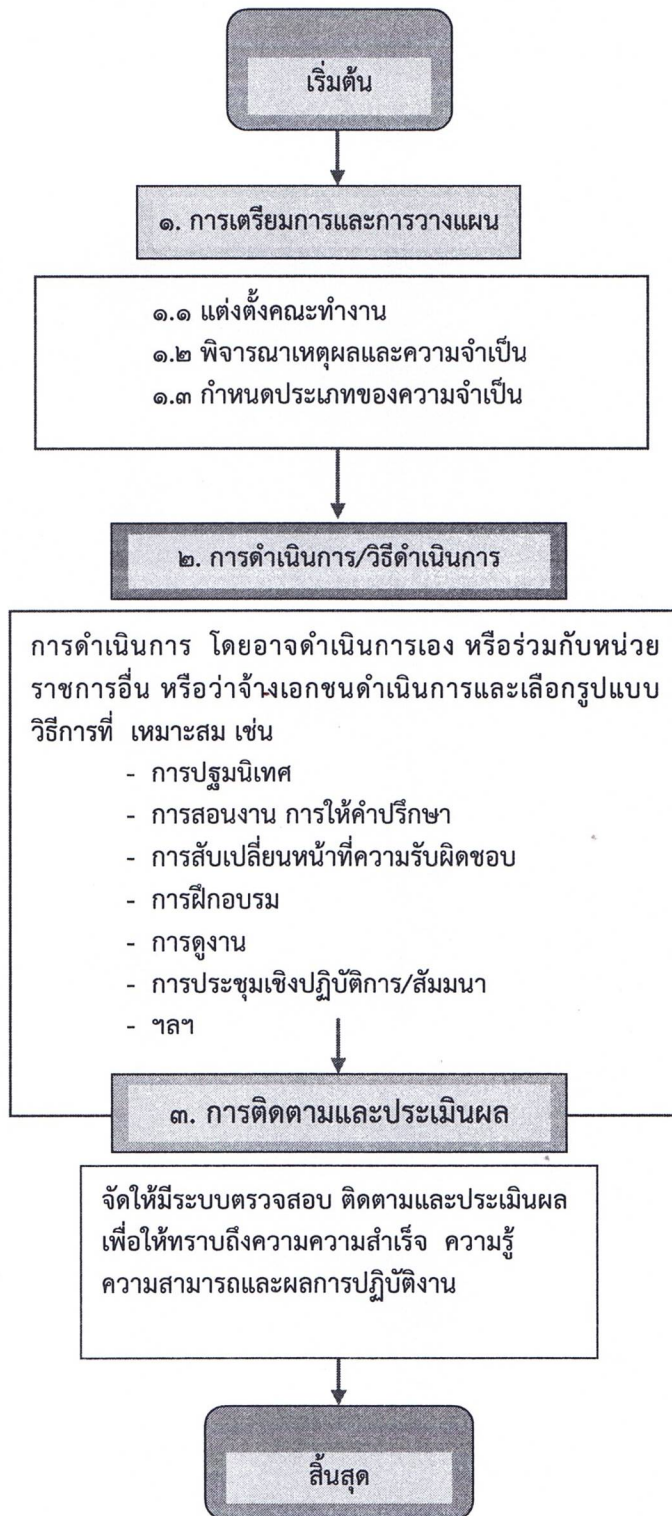 เริ่มต้น
๑. การเตรียมการและการวางแผน
๑.๑ แต่งตั้งคณะทำงาน
๑.๒ พิจารณาเหตุผลและความจำเป็น
๑.๓ กำหนดประเภทของความจำเป็น
๒. การดำเนินการ/วิธีดำเนินการ
การดำเนินการ โดยอาจดำเนินการเอง หรือร่วมกับหน่วย
ราชการอื่น หรือว่าจ้างเอกชนดำเนินการและเลือกรูปแบบ
วิธีการที่ เหมาะสม เช่น
- การปฐมนิเทศ
- การสอนงาน การให้คำปรึกษา
- การสับเปลี่ยนหน้าที่ความรับผิดชอบ
- การฝึกอบรม
- การดูงาน
- การประชุมเชิงปฏิบัติการ/สัมมนา
- ฯลฯ
๓. การติดตามและประเมินผล
จัดให้มีระบบตรวจสอบ ติดตามและประเมินผล
เพื่อให้ทราบถึงความความสำเร็จ ความรู้
ความสามารถและผลการปฏิบัติงาน
สิ้นสุด